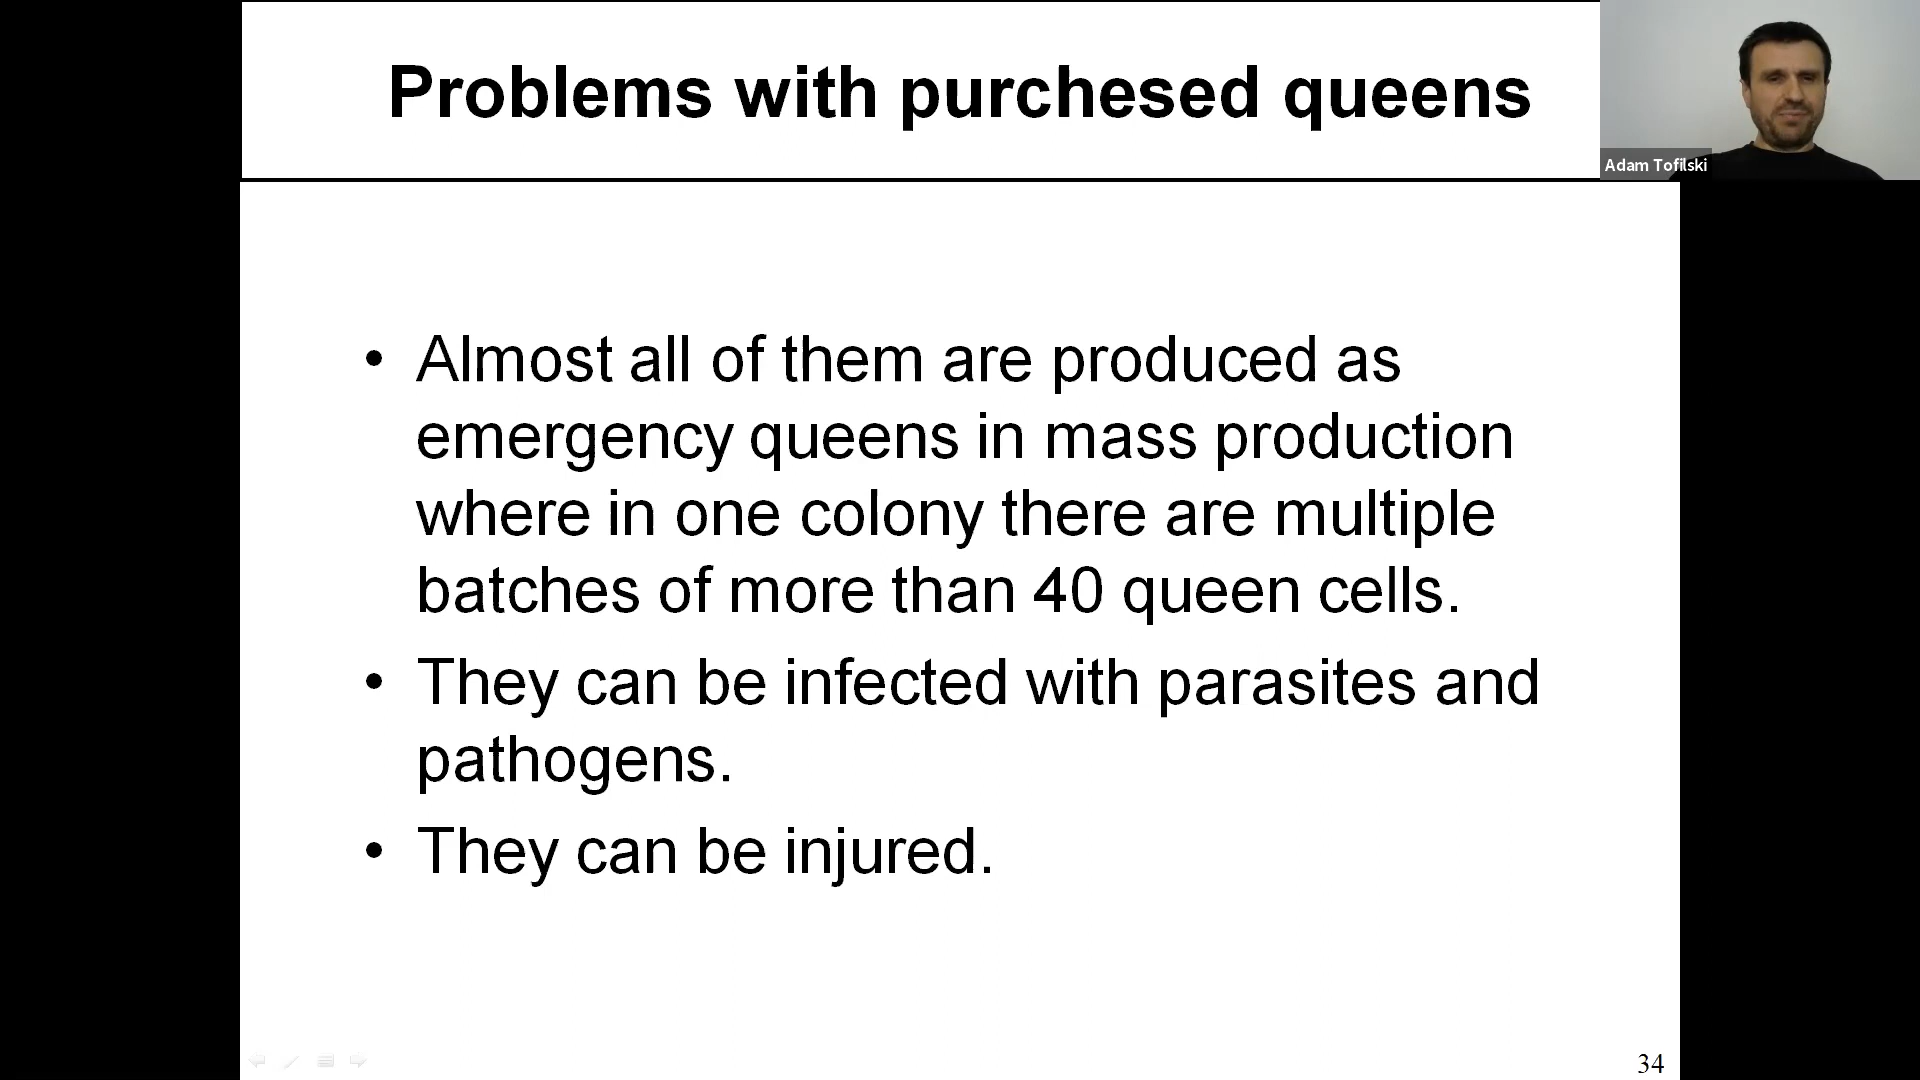 Problems with purchesed queens
Adam Tofilski
• Almost all of them are produced as
emergency queens in mass production
where in one colony there are multiple
batches of more than 40 queen cells.
• They can be infected with parasites and
pathogens.
• They can be injured.
34